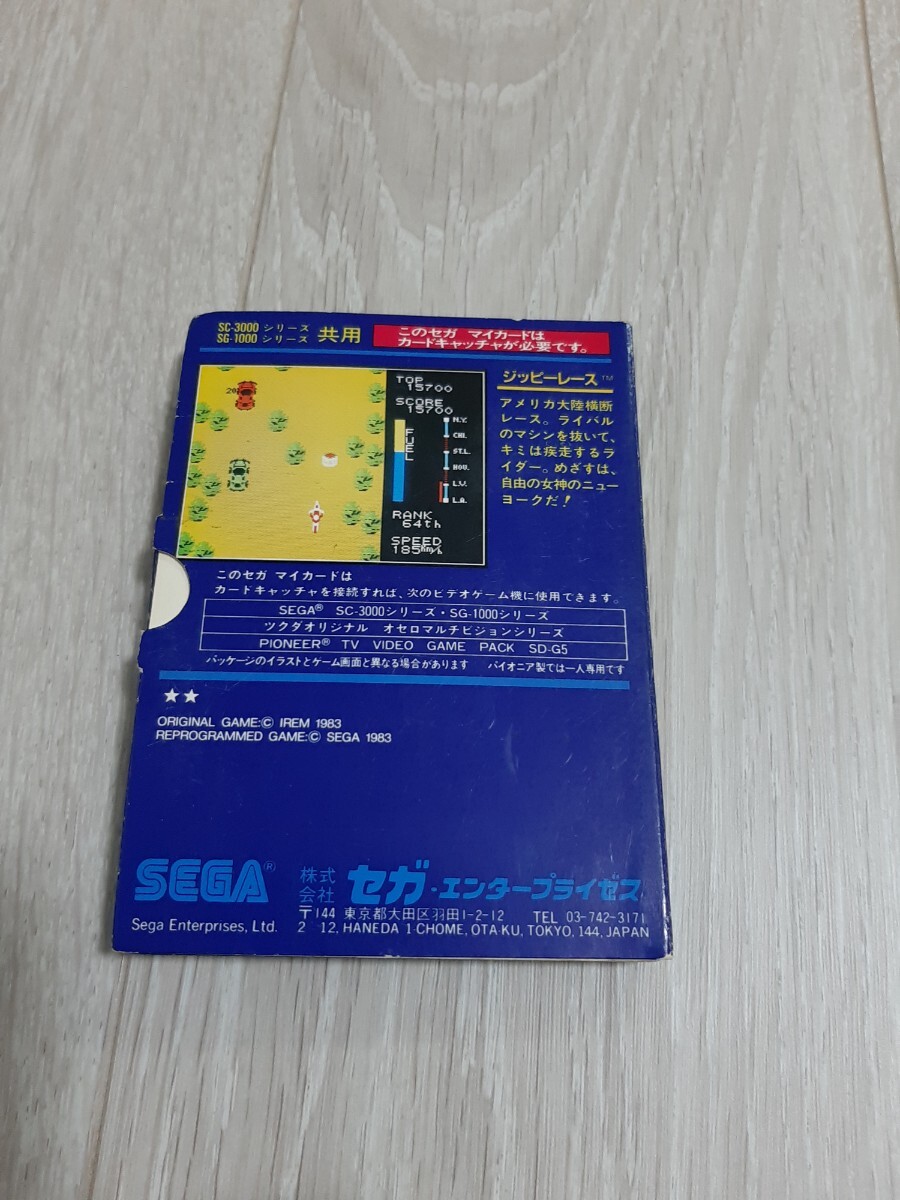 SC-3000 シリーズ
SG-1000 シリーズ 共用
このセガ マイカードは
カードキャッチャが必要です。
TOP
15700
SCORE
15700
FUEL
N.Y.
CHI.
ST.L.
HOU.
L.V.
L.A.
RANK
64th
SPEED
185km/h
20
ジッピーレース TM
アメリカ大陸横断
レース。ライバル
のマシンを抜いて、
キミは疾走するラ
イダー。めざすは、
自由の女神のニュー
ヨークだ!
このセガ マイカードは
カードキャッチャを接続すれば、次のビデオゲーム機に使用できます。
SEGA® SC-3000シリーズ・SG-1000シリーズ
ツクダオリジナル オセロマルチビジョンシリーズ
PIONEER® TV VIDEO GAME PACK SD-G5
パッケージのイラストとゲーム画面と異なる場合があります パイオニア製では一人専用です
★★
ORIGINAL GAME:© IREM 1983
REPROGRAMMED GAME:© SEGA 1983
SEGA®
Sega Enterprises, Ltd.
株式会社 セガ・エンタープライゼス
〒144 東京都大田区羽田1-2-12 TEL 03-742-3171
2 12, HANEDA 1-CHOME, OTA-KU, TOKYO, 144, JAPAN